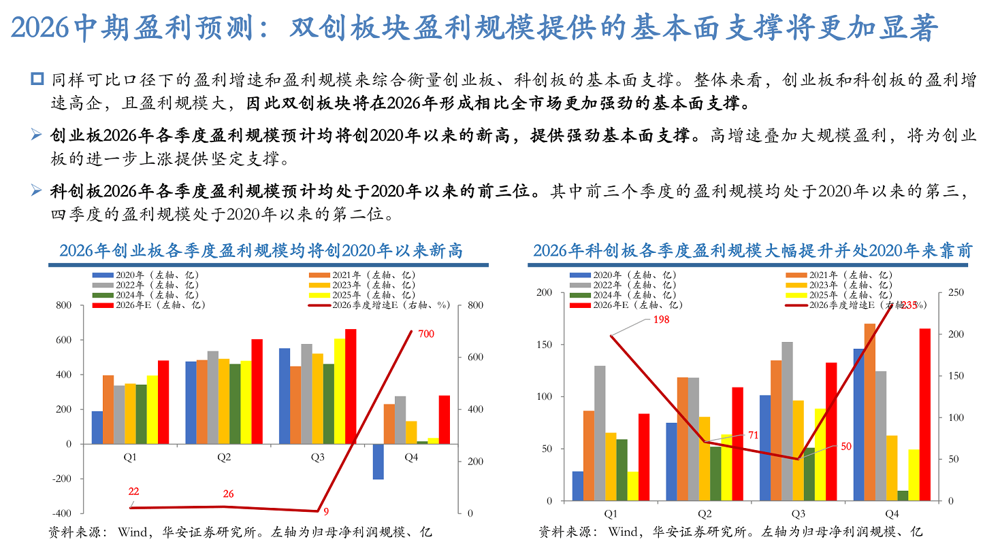 2026中期盈利预测：双创板块盈利规模提供的基本面支撑将更加显著
同样可比口径下的盈利增速和盈利规模来综合衡量创业板、科创板的基本面支撑。整体来看，创业板和科创板的盈利增
速高企，且盈利规模大，因此双创板块将在2026年形成相比全市场更加强劲的基本面支撑。
创业板2026年各季度盈利规模预计均将创2020年以来的新高，提供强劲基本面支撑。高增速叠加大规模盈利，将为创业
板的进一步上涨提供坚定支撑。
科创板2026年各季度盈利规模预计均处于2020年以来的前三位。其中前三个季度的盈利规模均处于2020年以来的第三，
四季度的盈利规模处于2020年以来的第二位。
2026年创业板各季度盈利规模均将创2020年以来新高
2020年（左轴、亿）
2021年（左轴、亿）
2022年（左轴、亿）
2023年（左轴、亿）
2024年（左轴、亿）
2025年（左轴、亿）
2026年E（左轴、亿）
2026季度增速E（右轴、%）
800
600
400
200
0
-200
-400
800
600
400
200
0
Q1
Q2
Q3
Q4
22
26
9
700
资料来源： Wind，华安证券研究所。左轴为归母净利润规模、亿
2026年科创板各季度盈利规模大幅提升并处2020年来靠前
2020年（左轴、亿）
2021年（左轴、亿）
2022年（左轴、亿）
2023年（左轴、亿）
2024年（左轴、亿）
2025年（左轴、亿）
2026年E（左轴、亿）
2026季度增速E（右轴、%）
200
150
100
50
0
250
200
150
100
50
0
198
71
50
235
Q1
Q2
Q3
Q4
资料来源： Wind，华安证券研究所。左轴为归母净利润规模、亿